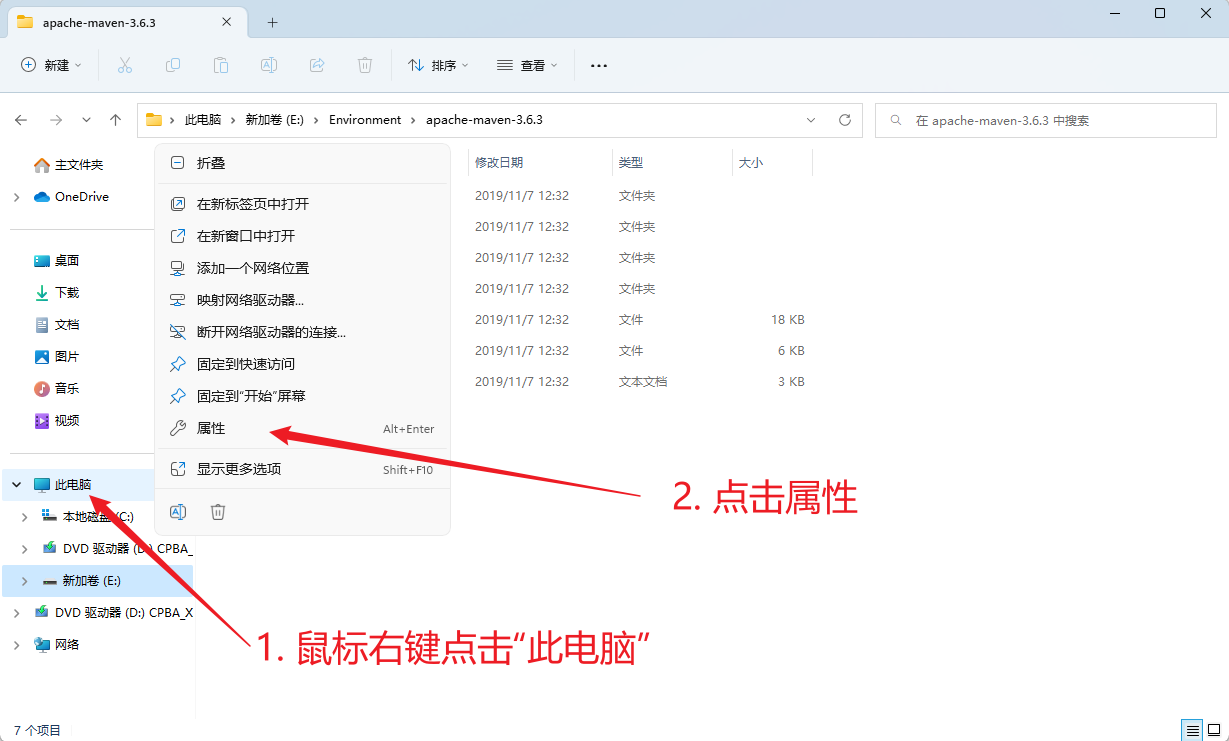 apache-maven-3.6.3
新建
排序
查看
此电脑 > 新加卷 (E:) > Environment > apache-maven-3.6.3
在 apache-maven-3.6.3 中搜索
主文件夹
OneDrive
桌面
下载
文档
图片
音乐
视频
此电脑
本地磁盘 (C:)
DVD 驱动器 (D:) CPBA_
新加卷 (E:)
DVD 驱动器 (D:) CPBA_X
网络
折叠
在新标签页中打开
在新窗口中打开
添加一个网络位置
映射网络驱动器...
断开网络驱动器的连接...
固定到快速访问
固定到"开始"屏幕
属性 Alt+Enter
显示更多选项 Shift+F10
修改日期 类型 大小
2019/11/7 12:32 文件夹
2019/11/7 12:32 文件夹
2019/11/7 12:32 文件夹
2019/11/7 12:32 文件夹
2019/11/7 12:32 文件 18 KB
2019/11/7 12:32 文件 6 KB
2019/11/7 12:32 文本文档 3 KB
2. 点击属性
1. 鼠标右键点击“此电脑”
7 个项目